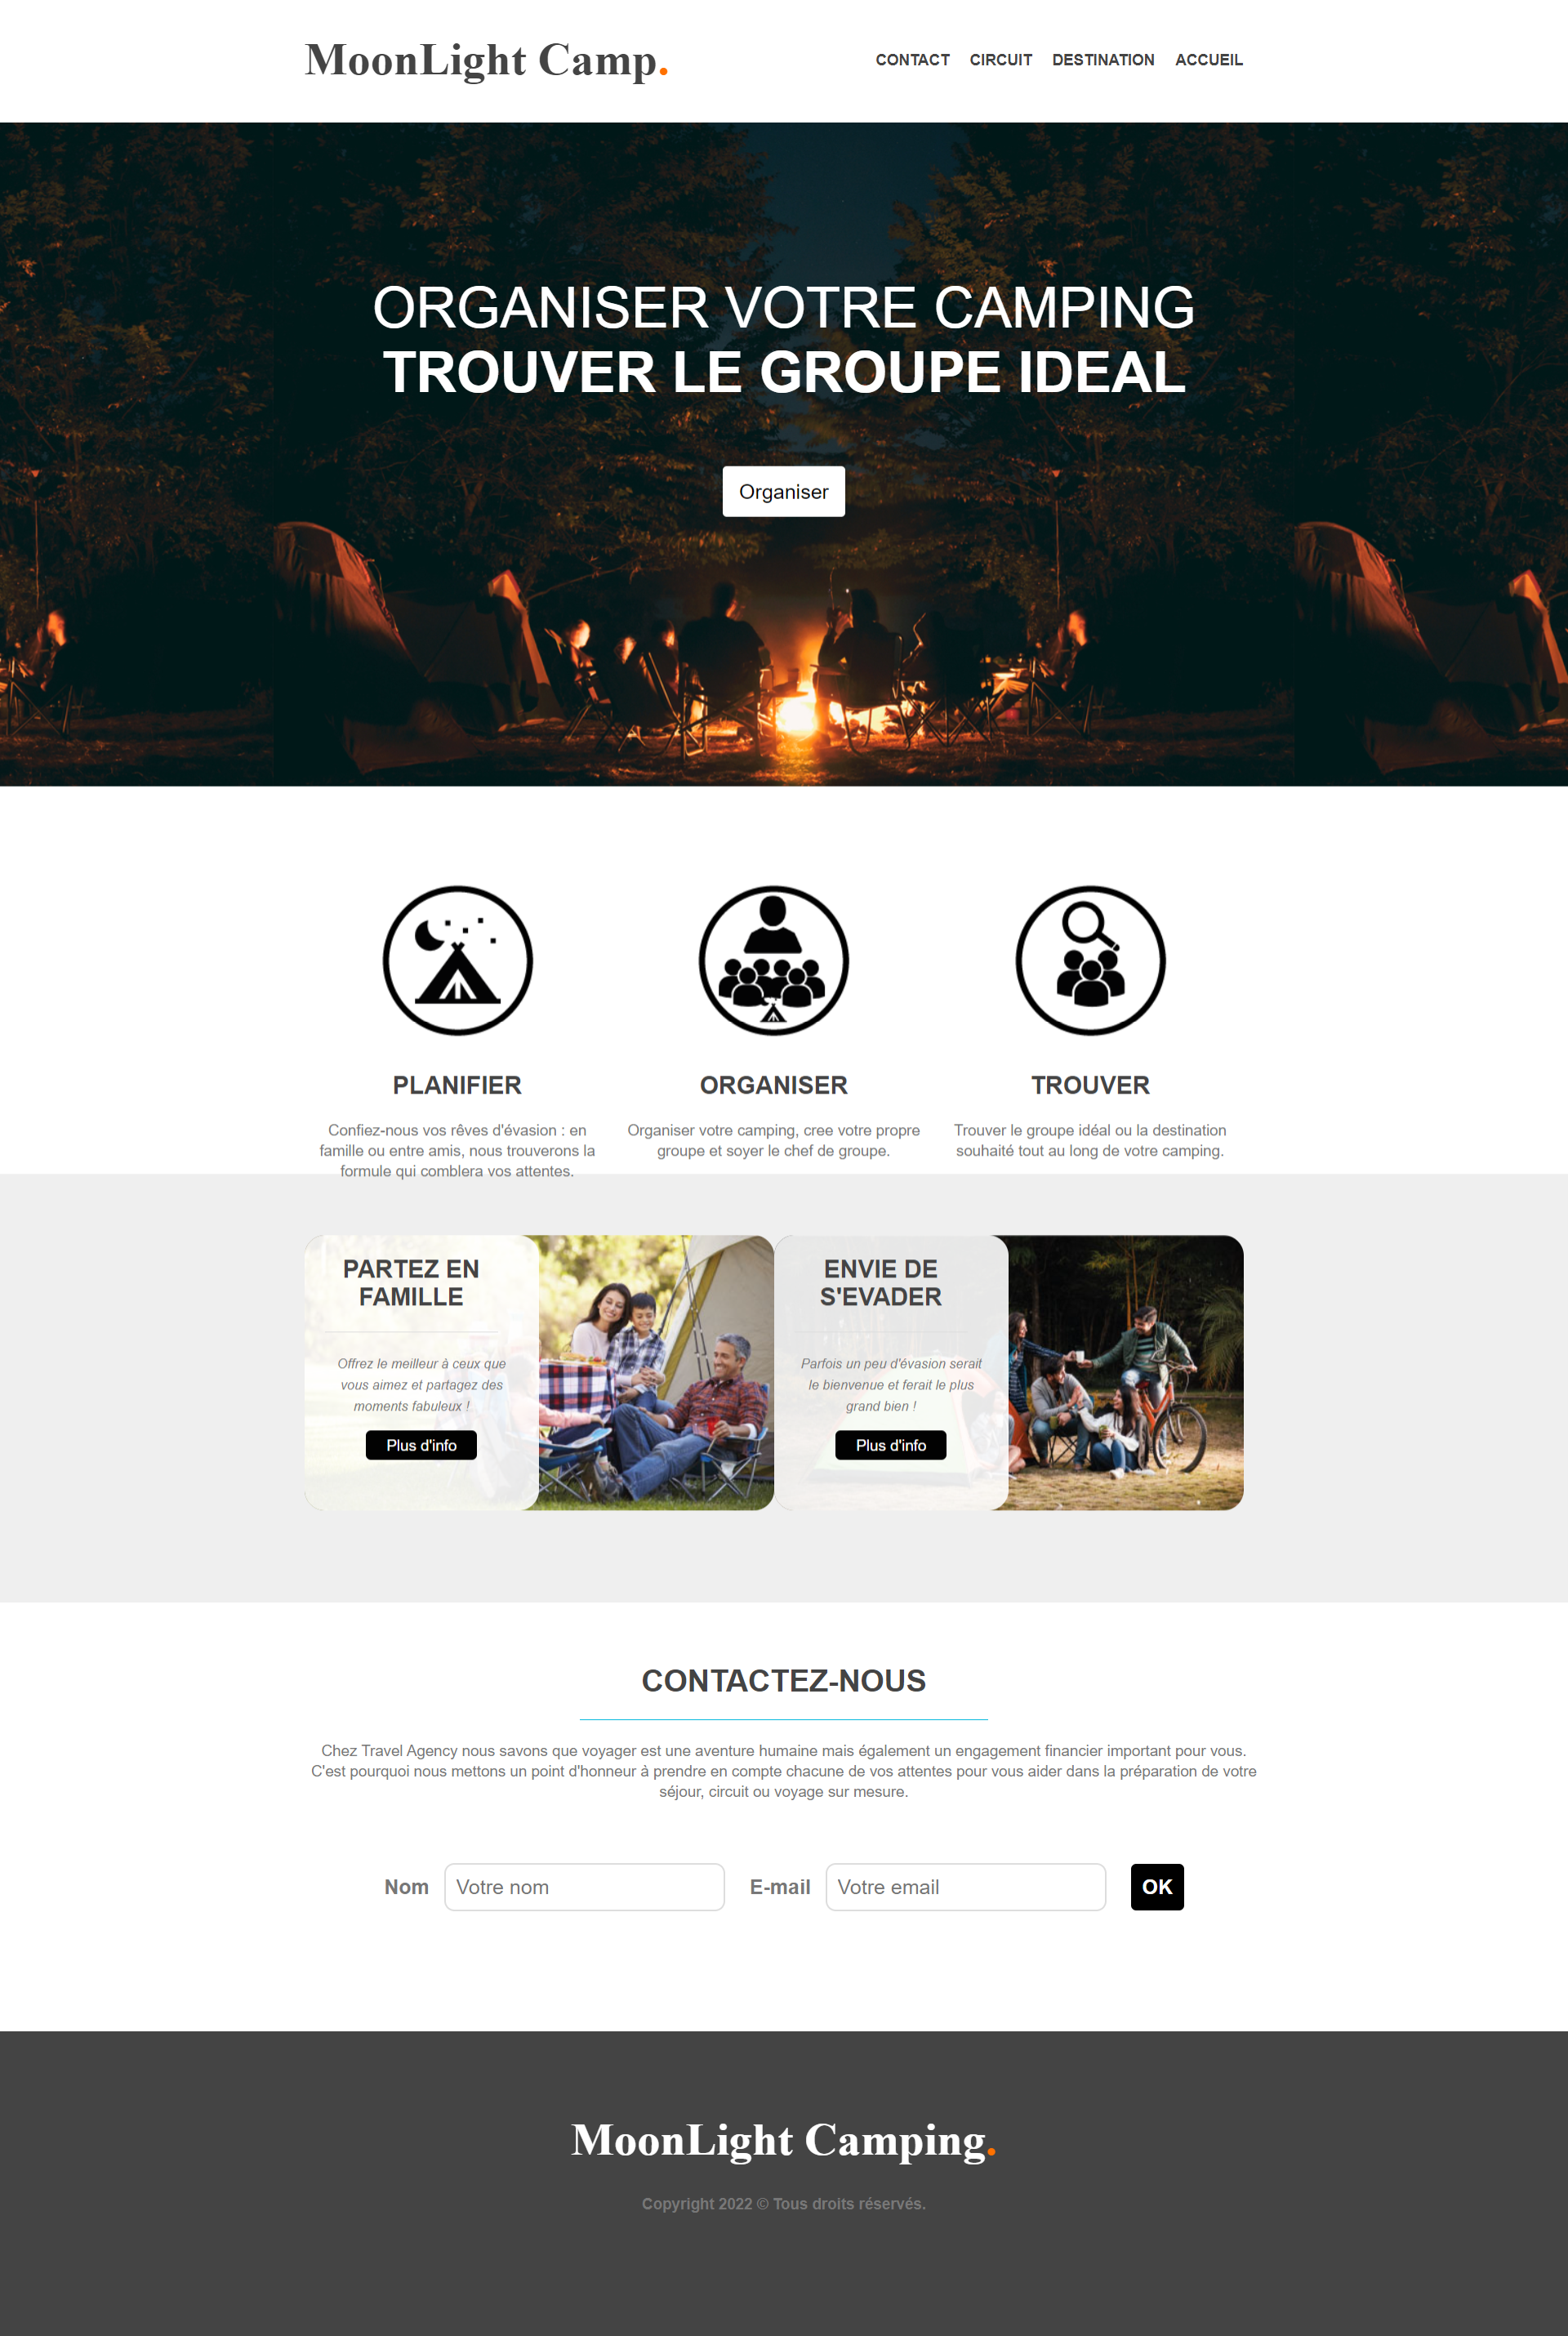 MoonLight Camp.
CONTACT CIRCUIT DESTINATION ACCUEIL
ORGANISER VOTRE CAMPING
TROUVER LE GROUPE IDEAL
Organiser
PLANIFIER
Confiez-nous vos rêves d'évasion : en
famille ou entre amis, nous trouverons la
formule qui comblera vos attentes.
ORGANISER
Organiser votre camping, cree votre propre
groupe et soyer le chef de groupe.
TROUVER
Trouver le groupe idéal ou la destination
souhaité tout au long de votre camping.
PARTEZ EN
FAMILLE
Offrez le meilleur à ceux que
vous aimez et partagez des
moments fabuleux !
Plus d'info
ENVIE DE
S'EVADER
Parfois un peu d'évasion serait
le bienvenue et ferait le plus
grand bien !
Plus d'info
CONTACTEZ-NOUS
Chez Travel Agency nous savons que voyager est une aventure humaine mais également un engagement financier important pour vous.
C'est pourquoi nous mettons un point d'honneur à prendre en compte chacune de vos attentes pour vous aider dans la préparation de votre
séjour, circuit ou voyage sur mesure.
Nom Votre nom E-mail Votre email OK
MoonLight Camping.
Copyright 2022 © Tous droits réservés.